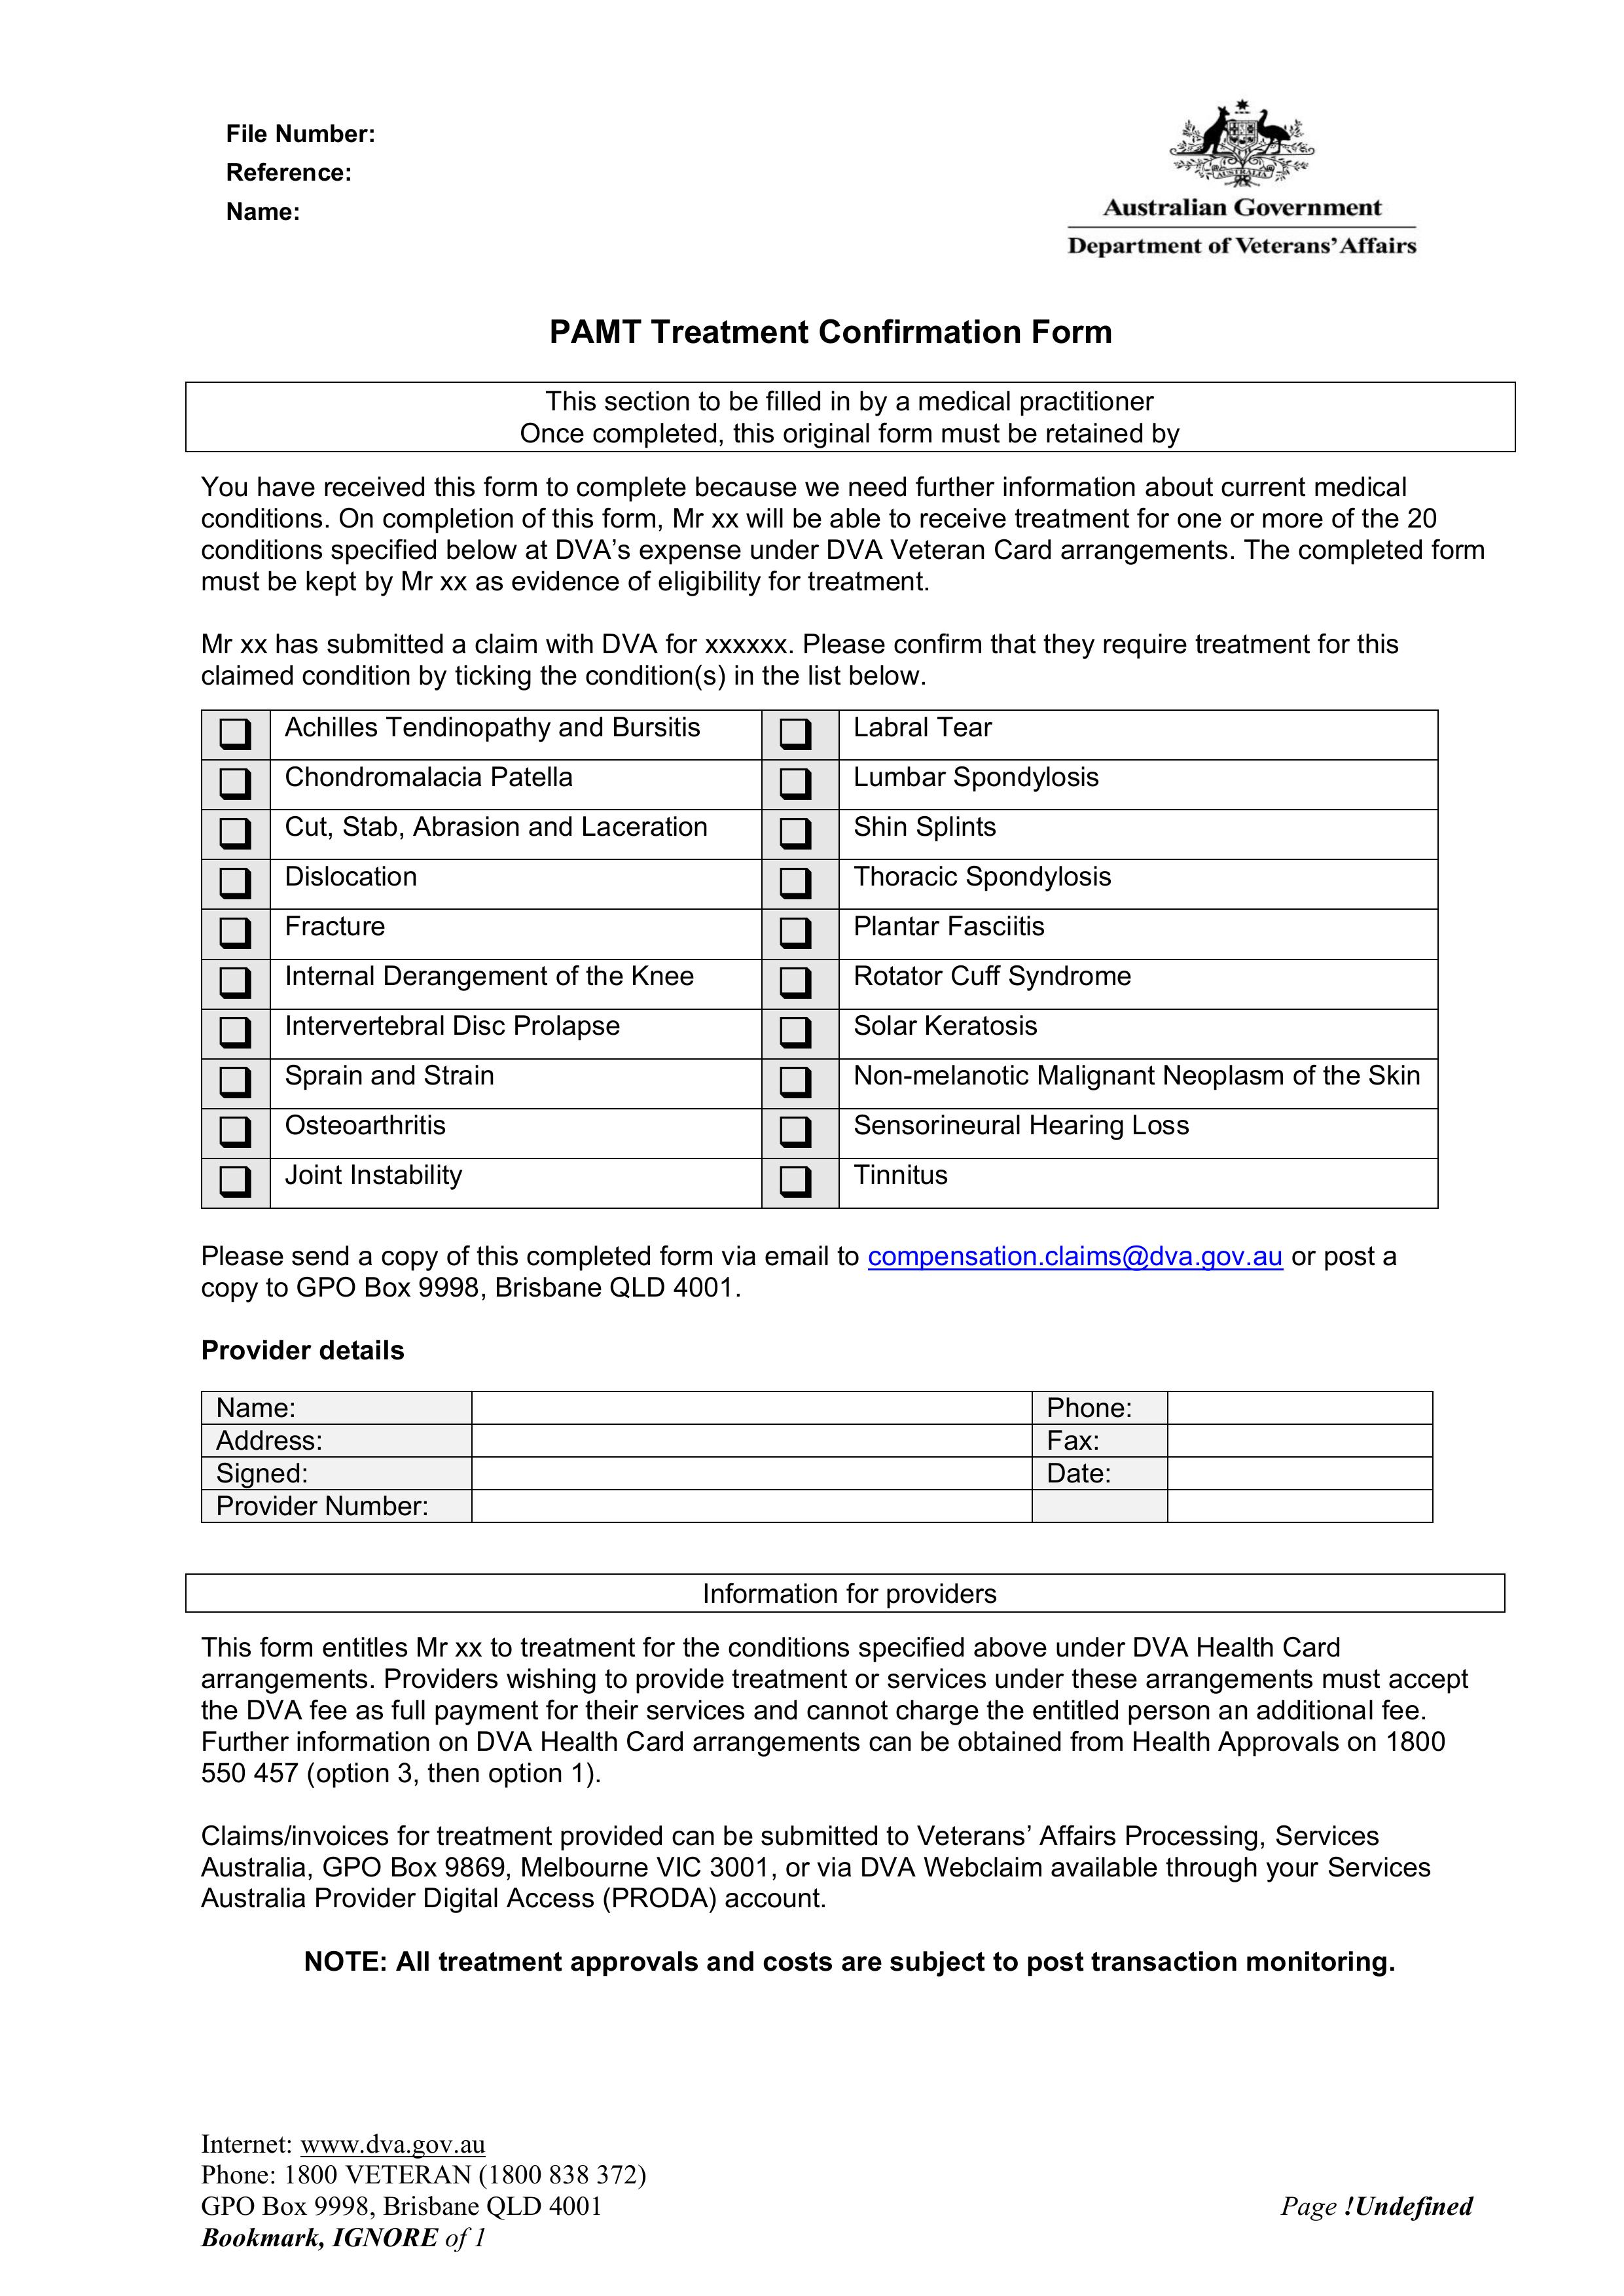 File Number:
Reference:
Name:
AUSTRALIA
Australian Government
Department of Veterans' Affairs
PAMT Treatment Confirmation Form
This section to be filled in by a medical practitioner
Once completed, this original form must be retained by
You have received this form to complete because we need further information about current medical
conditions. On completion of this form, Mr xx will be able to receive treatment for one or more of the 20
conditions specified below at DVA’s expense under DVA Veteran Card arrangements. The completed form
must be kept by Mr xx as evidence of eligibility for treatment.
Mr xx has submitted a claim with DVA for xxxxxx. Please confirm that they require treatment for this
claimed condition by ticking the condition(s) in the list below.
❑ Achilles Tendinopathy and Bursitis ❑ Labral Tear
❑ Chondromalacia Patella ❑ Lumbar Spondylosis
❑ Cut, Stab, Abrasion and Laceration ❑ Shin Splints
❑ Dislocation ❑ Thoracic Spondylosis
❑ Fracture ❑ Plantar Fasciitis
❑ Internal Derangement of the Knee ❑ Rotator Cuff Syndrome
❑ Intervertebral Disc Prolapse ❑ Solar Keratosis
❑ Sprain and Strain ❑ Non-melanotic Malignant Neoplasm of the Skin
❑ Osteoarthritis ❑ Sensorineural Hearing Loss
❑ Joint Instability ❑ Tinnitus
Please send a copy of this completed form via email to compensation.claims@dva.gov.au or post a
copy to GPO Box 9998, Brisbane QLD 4001.
Provider details
Name: Phone:
Address: Fax:
Signed: Date:
Provider Number:
Information for providers
This form entitles Mr xx to treatment for the conditions specified above under DVA Health Card
arrangements. Providers wishing to provide treatment or services under these arrangements must accept
the DVA fee as full payment for their services and cannot charge the entitled person an additional fee.
Further information on DVA Health Card arrangements can be obtained from Health Approvals on 1800
550 457 (option 3, then option 1).
Claims/invoices for treatment provided can be submitted to Veterans’ Affairs Processing, Services
Australia, GPO Box 9869, Melbourne VIC 3001, or via DVA Webclaim available through your Services
Australia Provider Digital Access (PRODA) account.
NOTE: All treatment approvals and costs are subject to post transaction monitoring.
Internet: www.dva.gov.au
Phone: 1800 VETERAN (1800 838 372)
GPO Box 9998, Brisbane QLD 4001 Page !Undefined
Bookmark, IGNORE of 1